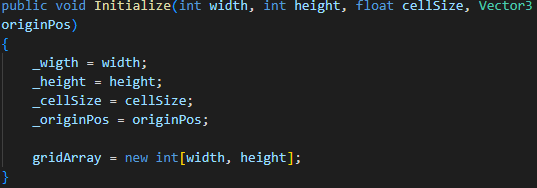 public void Initialize(int width, int height, float cellSize, Vector3
originPos)
{
    _wigth = width;
    _height = height;
    _cellSize = cellSize;
    _originPos = originPos;

    gridArray = new int[width, height];
}